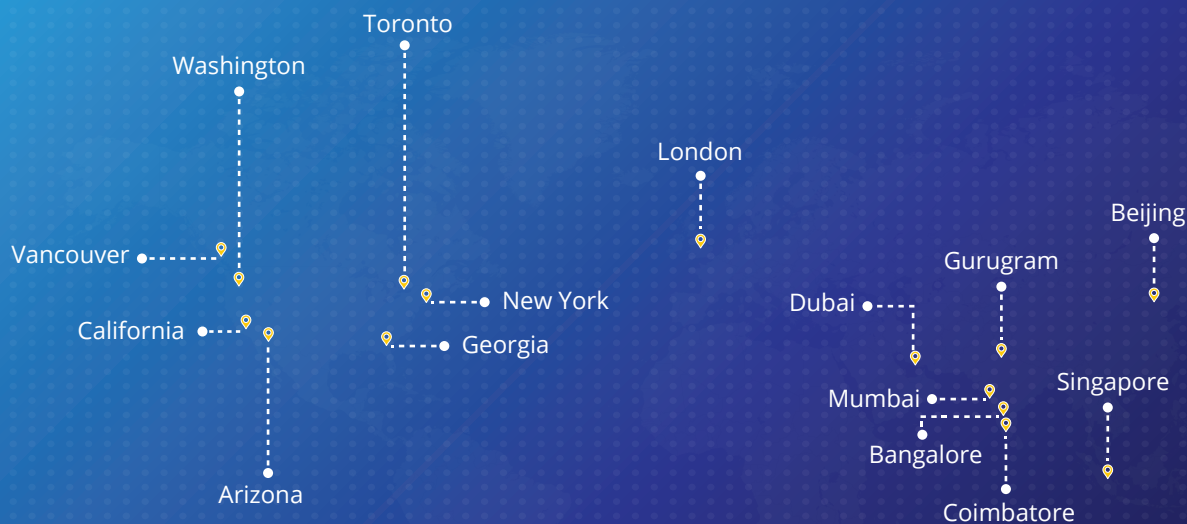 Toronto
Washington
London
Beijing
Vancouver
Gurugram
New York
Dubai
California
Georgia
Singapore
Mumbai
Bangalore
Arizona
Coimbatore